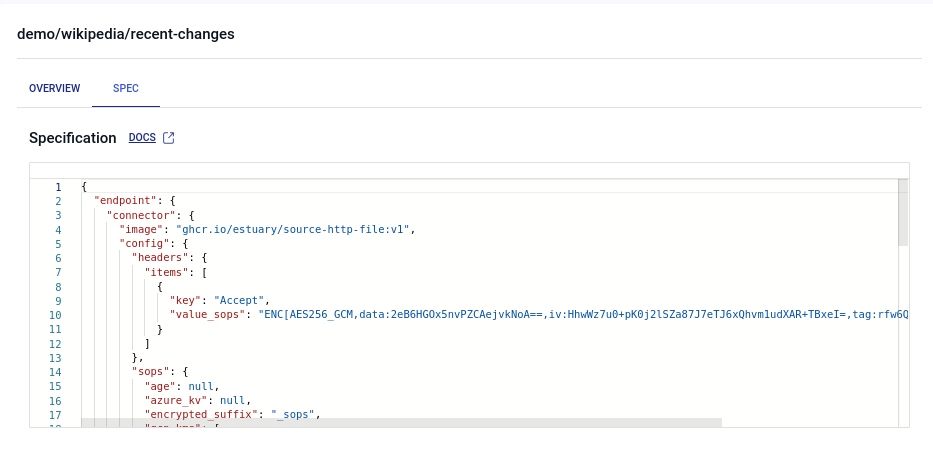 demo/wikipedia/recent-changes
OVERVIEW SPEC
Specification DOCS
1 {
2 "endpoint": {
3 "connector": {
4 "image": "ghcr.io/estuary/source-http-file:v1",
5 "config": {
6 "headers": {
7 "items": [
8 {
9 "key": "Accept",
10 "value_sops": "ENC[AES256_GCM,data:2eB6HGOx5nvPZCAejvkNoA==,iv:HhwWz7u0+pK0j2lSZa87J7eTJ6xQhvm1udXAR+TBxeI=,tag:rfw6Q
11 }
12 ]
13 },
14 "sops": {
15 "age": null,
16 "azure_kv": null,
17 "encrypted_suffix": "_sops",